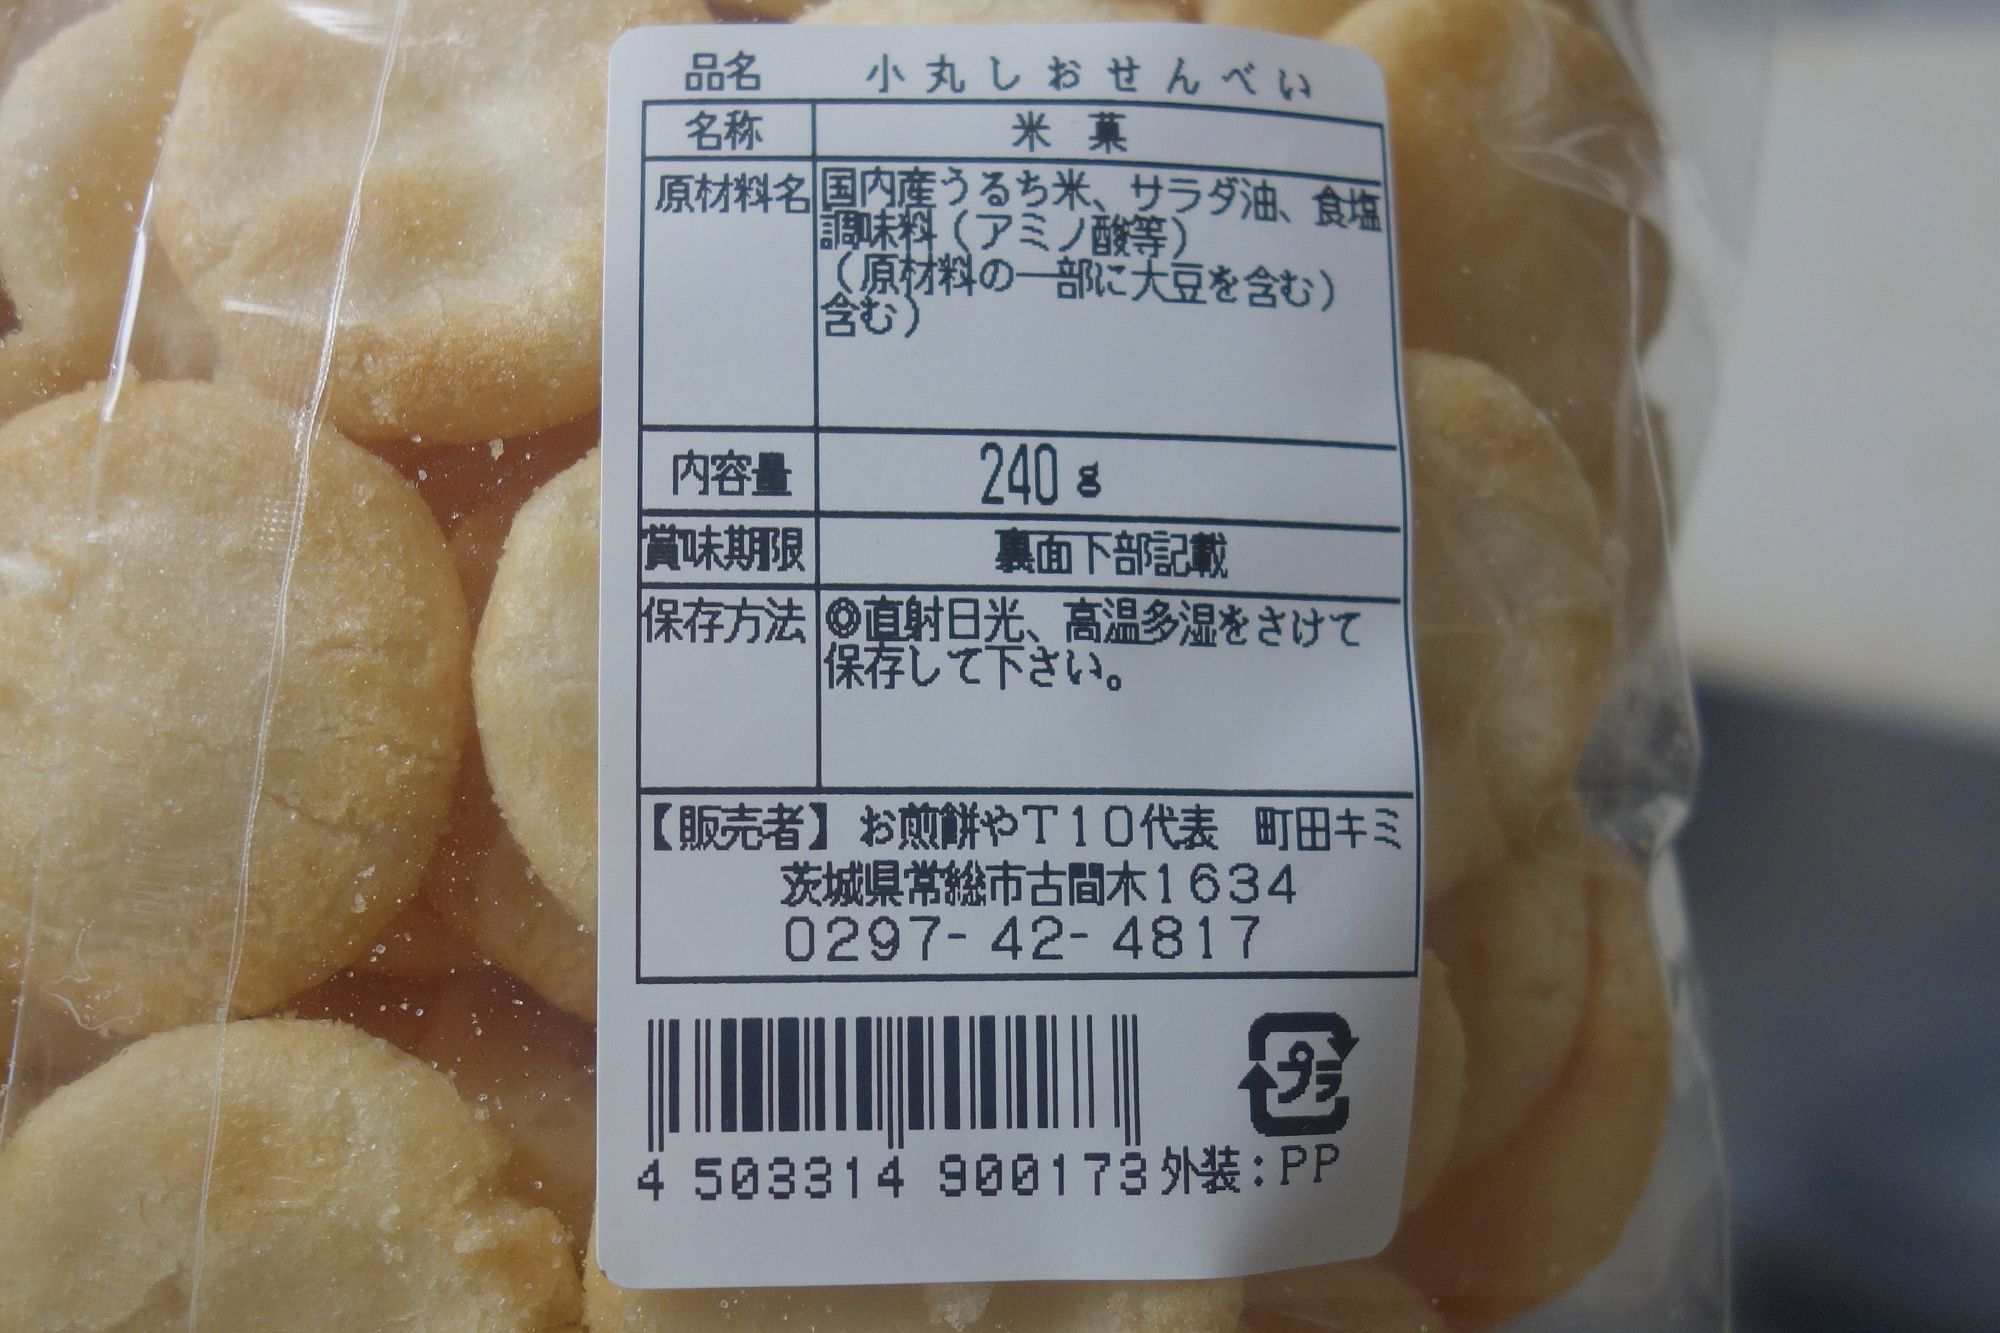 品名 小丸しおせんべい
名称 米菓
原材料名 国内産うるち米、サラダ油、食塩
調味料(アミノ酸等)
(原材料の一部に大豆を含む)
含む)
内容量 240g
賞味期限 裏面下部記載
保存方法 ◎直射日光、高温多湿をさけて
保存して下さい。
【販売者】お煎餅やT10代表 町田キミ
茨城県常総市古間木1634
0297-42-4817
プラ
4 503314 900173 外装:PP